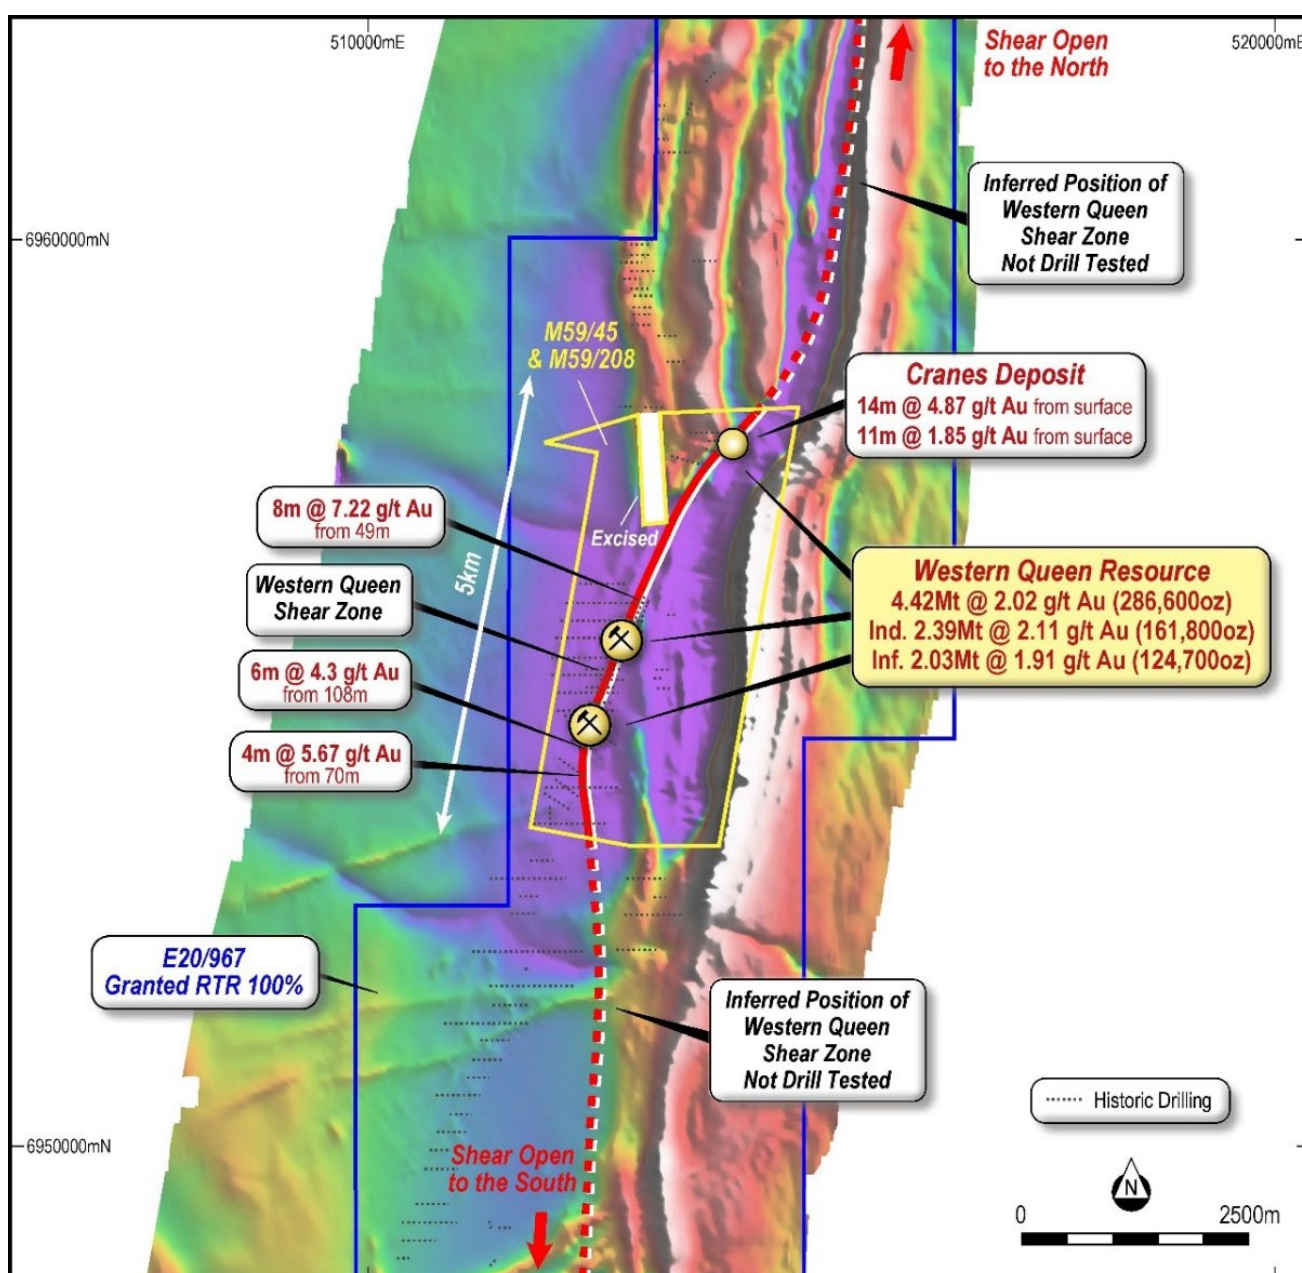 510000mE
520000mE
Shear Open
to the North
Inferred Position of
Western Queen
Shear Zone
Not Drill Tested
6960000mN
M59/45
& M59/208
Cranes Deposit
14m @ 4.87 g/t Au from surface
11m @ 1.85 g/t Au from surface
8m @ 7.22 g/t Au
from 49m
Excised
5km
Western Queen
Shear Zone
Western Queen Resource
4.42Mt @ 2.02 g/t Au (286,600oz)
Ind. 2.39Mt @ 2.11 g/t Au (161,800oz)
Inf. 2.03Mt @ 1.91 g/t Au (124,700oz)
6m @ 4.3 g/t Au
from 108m
4m @ 5.67 g/t Au
from 70m
E20/967
Granted RTR 100%
Inferred Position of
Western Queen
Shear Zone
Not Drill Tested
Historic Drilling
6950000mN
Shear Open
to the South
N
0 2500m